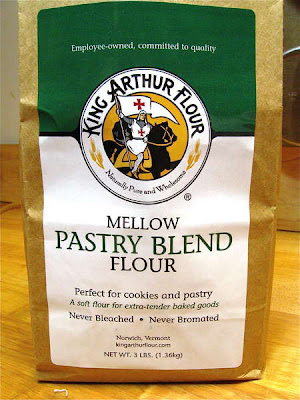 Employee-owned, committed to quality
KING ARTHUR FLOUR
Naturally Pure and Wholesome
®
MELLOW
PASTRY BLEND
FLOUR
Perfect for cookies and pastry
A soft flour for extra-tender baked goods
Never Bleached • Never Bromated
Norwich, Vermont
kingarthurflour.com
NET WT. 3 LBS. (1.36kg)